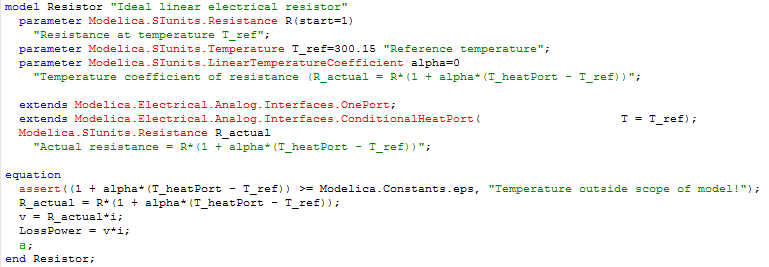 model Resistor "Ideal linear electrical resistor"
  parameter Modelica.SIunits.Resistance R(start=1)
    "Resistance at temperature T_ref";
  parameter Modelica.SIunits.Temperature T_ref=300.15 "Reference temperature";
  parameter Modelica.SIunits.LinearTemperatureCoefficient alpha=0
    "Temperature coefficient of resistance (R_actual = R*(1 + alpha*(T_heatPort - T_ref))";

  extends Modelica.Electrical.Analog.Interfaces.OnePort;
  extends Modelica.Electrical.Analog.Interfaces.ConditionalHeatPort(                    T = T_ref);
  Modelica.SIunits.Resistance R_actual
    "Actual resistance = R*(1 + alpha*(T_heatPort - T_ref))";

equation
  assert((1 + alpha*(T_heatPort - T_ref)) >= Modelica.Constants.eps, "Temperature outside scope of model!");
  R_actual = R*(1 + alpha*(T_heatPort - T_ref));
  v = R_actual*i;
  LossPower = v*i;
  a;
end Resistor;